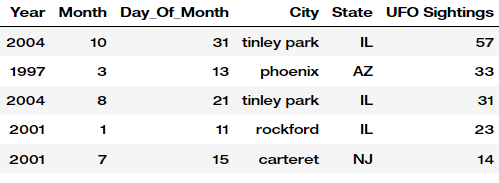 Year Month Day_Of_Month City State UFO Sightings
2004 10 31 tinley park IL 57
1997 3 13 phoenix AZ 33
2004 8 21 tinley park IL 31
2001 1 11 rockford IL 23
2001 7 15 carteret NJ 14